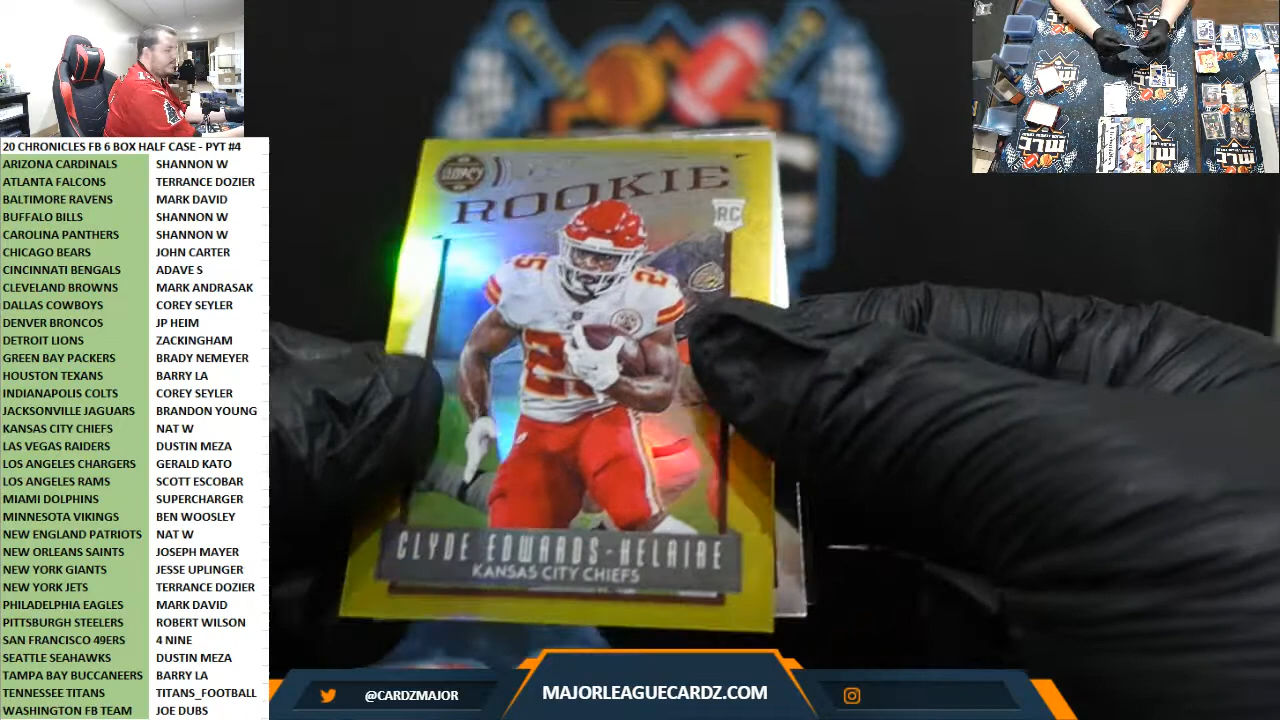 20 CHRONICLES FB 6 BOX HALF CASE - PYT #4
ARIZONA CARDINALS SHANNON W
ATLANTA FALCONS TERRANCE DOZIER
BALTIMORE RAVENS MARK DAVID
BUFFALO BILLS SHANNON W
CAROLINA PANTHERS SHANNON W
CHICAGO BEARS JOHN CARTER
CINCINNATI BENGALS ADAVE S
CLEVELAND BROWNS MARK ANDRASAK
DALLAS COWBOYS COREY SEYLER
DENVER BRONCOS JP HEIM
DETROIT LIONS ZACKINGHAM
GREEN BAY PACKERS BRADY NEMEYER
HOUSTON TEXANS BARRY LA
INDIANAPOLIS COLTS COREY SEYLER
JACKSONVILLE JAGUARS BRANDON YOUNG
KANSAS CITY CHIEFS NAT W
LAS VEGAS RAIDERS DUSTIN MEZA
LOS ANGELES CHARGERS GERALD KATO
LOS ANGELES RAMS SCOTT ESCOBAR
MIAMI DOLPHINS SUPERCHARGER
MINNESOTA VIKINGS BEN WOOSLEY
NEW ENGLAND PATRIOTS NAT W
NEW ORLEANS SAINTS JOSEPH MAYER
NEW YORK GIANTS JESSE UPLINGER
NEW YORK JETS TERRANCE DOZIER
PHILADELPHIA EAGLES MARK DAVID
PITTSBURGH STEELERS ROBERT WILSON
SAN FRANCISCO 49ERS 4 NINE
SEATTLE SEAHAWKS DUSTIN MEZA
TAMPA BAY BUCCANEERS BARRY LA
TENNESSEE TITANS TITANS_FOOTBALL
WASHINGTON FB TEAM JOE DUBS
LEGACY
ROOKIE
RC
25
25
CLYDE EDWARDS-HELAIRE
KANSAS CITY CHIEFS
@CARDZMAJOR
MAJORLEAGUECARDZ.COM
MLC